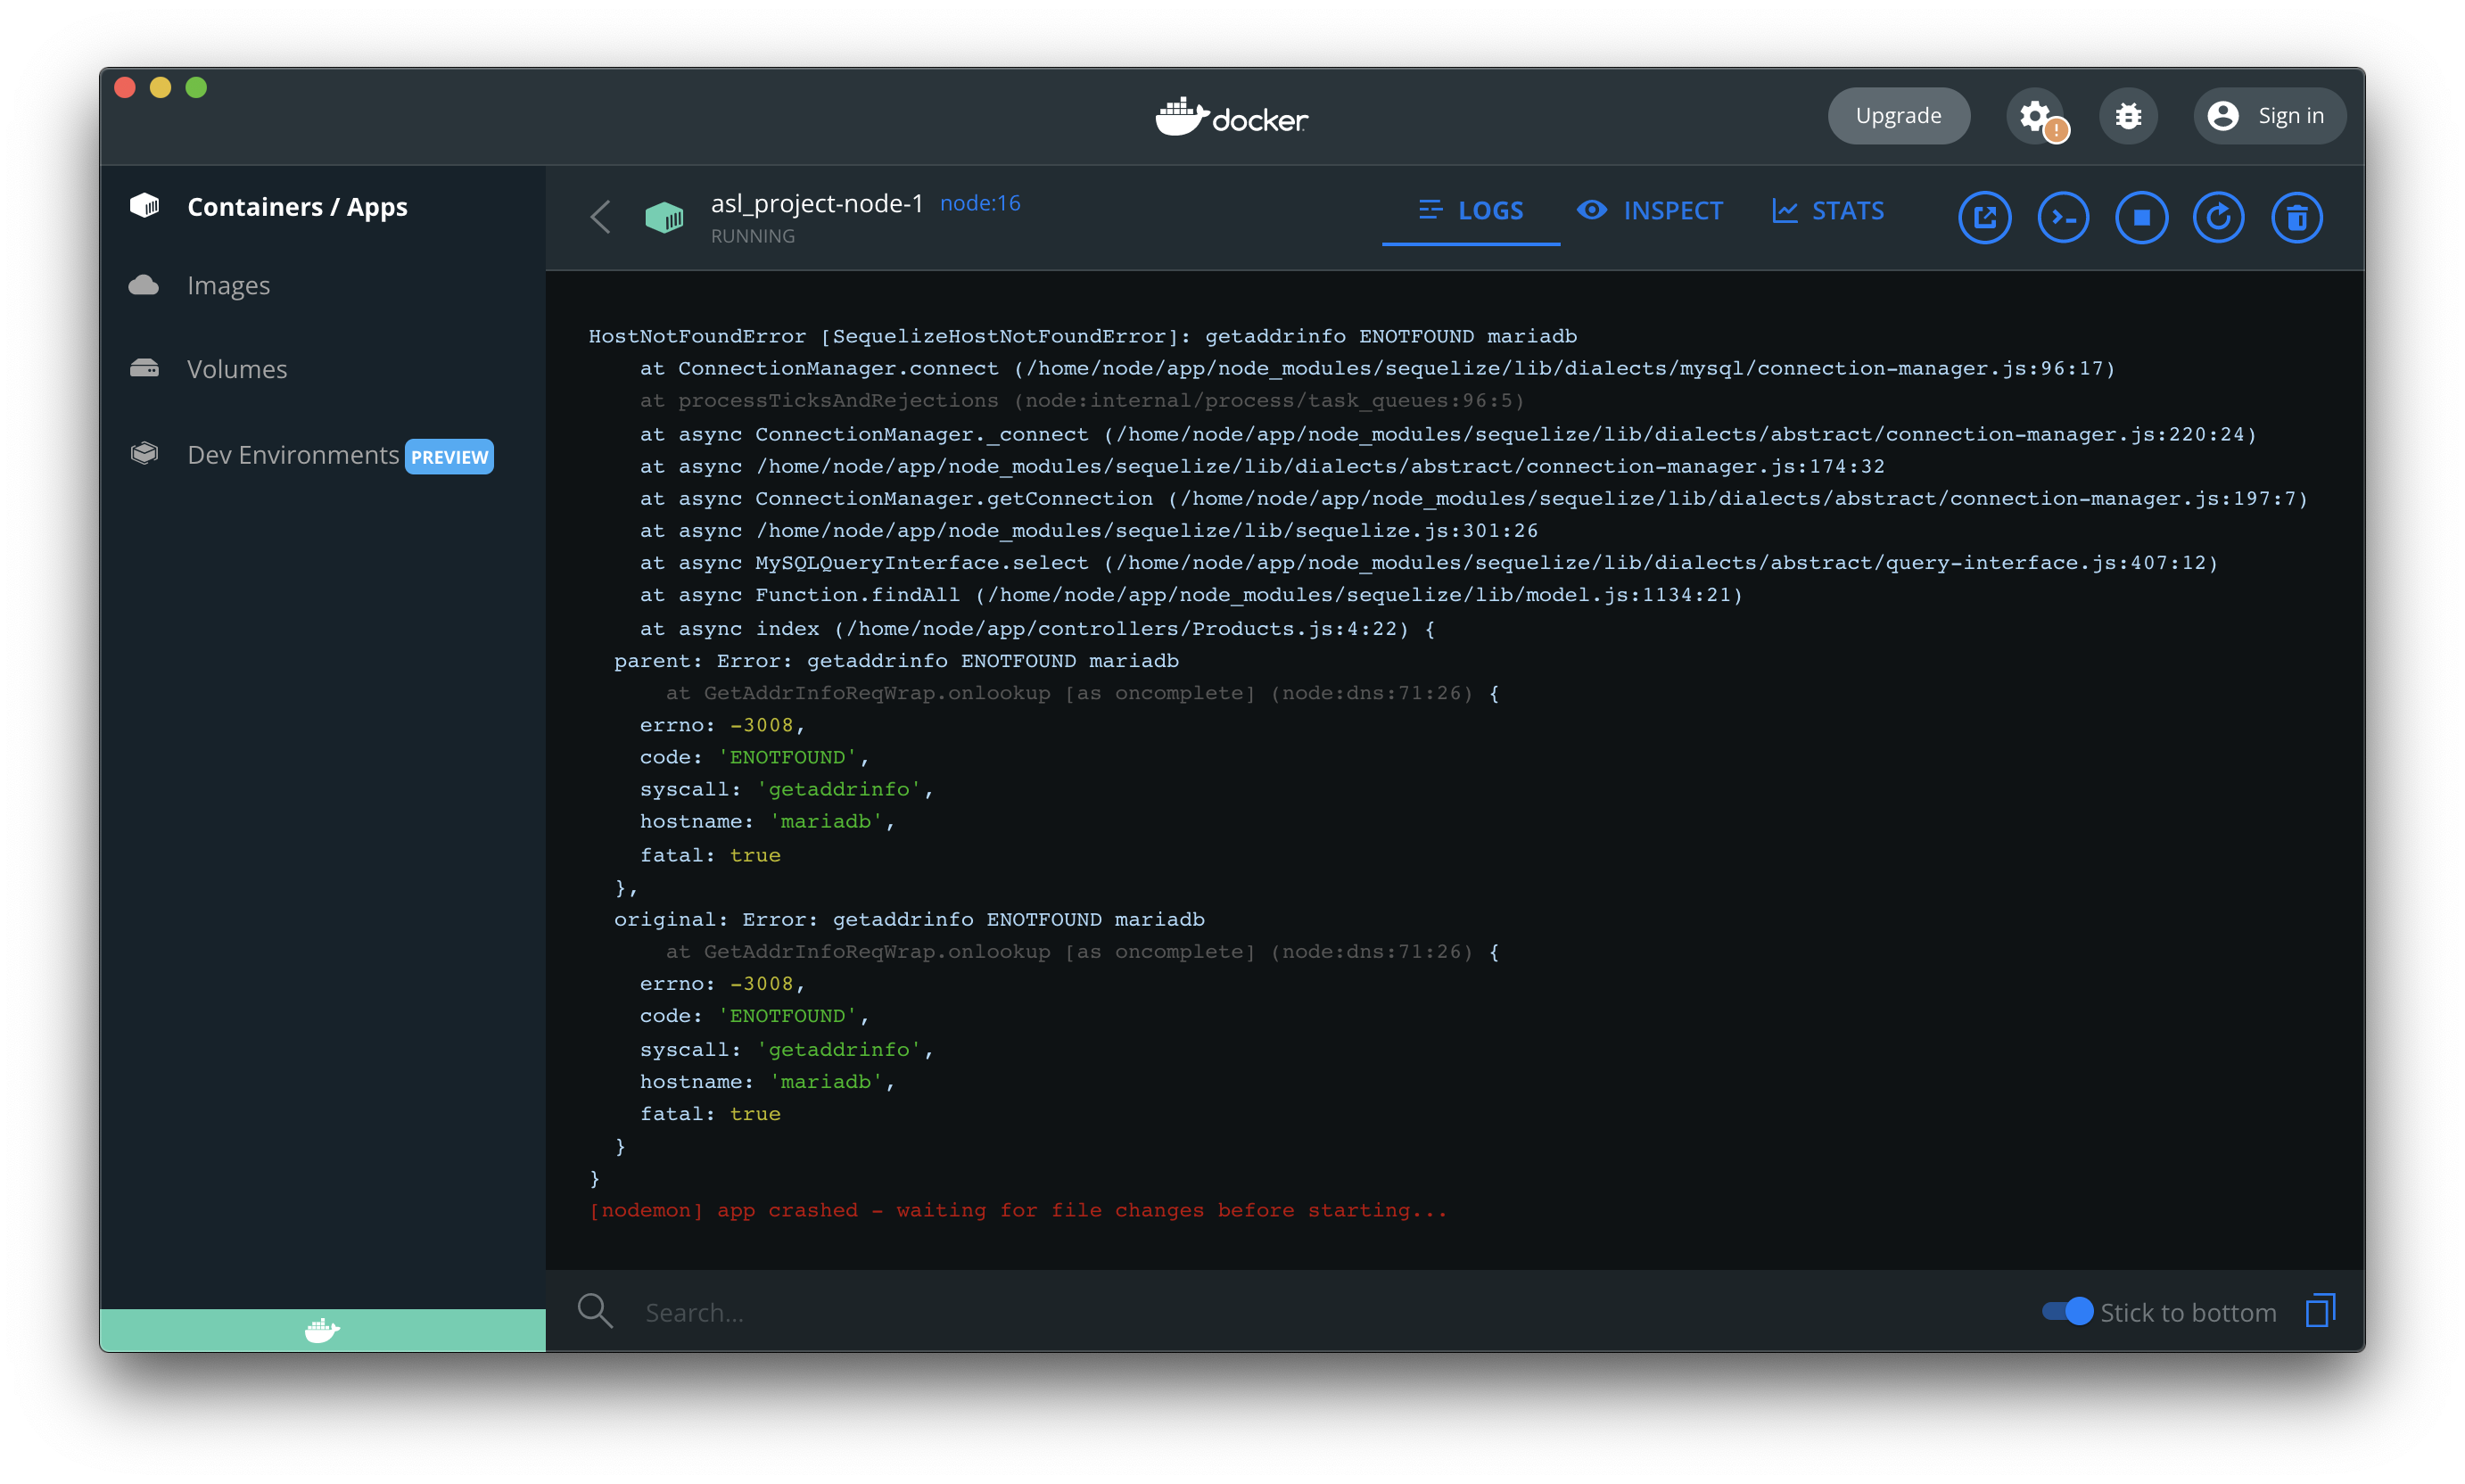 docker
Upgrade
Sign in
Containers / Apps
Images
Volumes
Dev Environments PREVIEW
asl_project-node-1 node:16
RUNNING
LOGS
INSPECT
STATS
HostNotFoundError [SequelizeHostNotFoundError]: getaddrinfo ENOTFOUND mariadb
    at ConnectionManager.connect (/home/node/app/node_modules/sequelize/lib/dialects/mysql/connection-manager.js:96:17)
    at processTicksAndRejections (node:internal/process/task_queues:96:5)
    at async ConnectionManager._connect (/home/node/app/node_modules/sequelize/lib/dialects/abstract/connection-manager.js:220:24)
    at async /home/node/app/node_modules/sequelize/lib/dialects/abstract/connection-manager.js:174:32
    at async ConnectionManager.getConnection (/home/node/app/node_modules/sequelize/lib/dialects/abstract/connection-manager.js:197:7)
    at async /home/node/app/node_modules/sequelize/lib/sequelize.js:301:26
    at async MySQLQueryInterface.select (/home/node/app/node_modules/sequelize/lib/dialects/abstract/query-interface.js:407:12)
    at async Function.findAll (/home/node/app/node_modules/sequelize/lib/model.js:1134:21)
    at async index (/home/node/app/controllers/Products.js:4:22) {
  parent: Error: getaddrinfo ENOTFOUND mariadb
      at GetAddrInfoReqWrap.onlookup [as oncomplete] (node:dns:71:26) {
    errno: -3008,
    code: 'ENOTFOUND',
    syscall: 'getaddrinfo',
    hostname: 'mariadb',
    fatal: true
  },
  original: Error: getaddrinfo ENOTFOUND mariadb
      at GetAddrInfoReqWrap.onlookup [as oncomplete] (node:dns:71:26) {
    errno: -3008,
    code: 'ENOTFOUND',
    syscall: 'getaddrinfo',
    hostname: 'mariadb',
    fatal: true
  }
}
[nodemon] app crashed - waiting for file changes before starting...
Search...
Stick to bottom